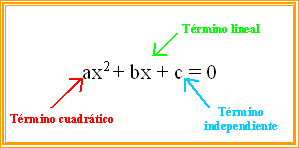 Término lineal
ax² + bx + c = 0
Término cuadrático
Término
independiente